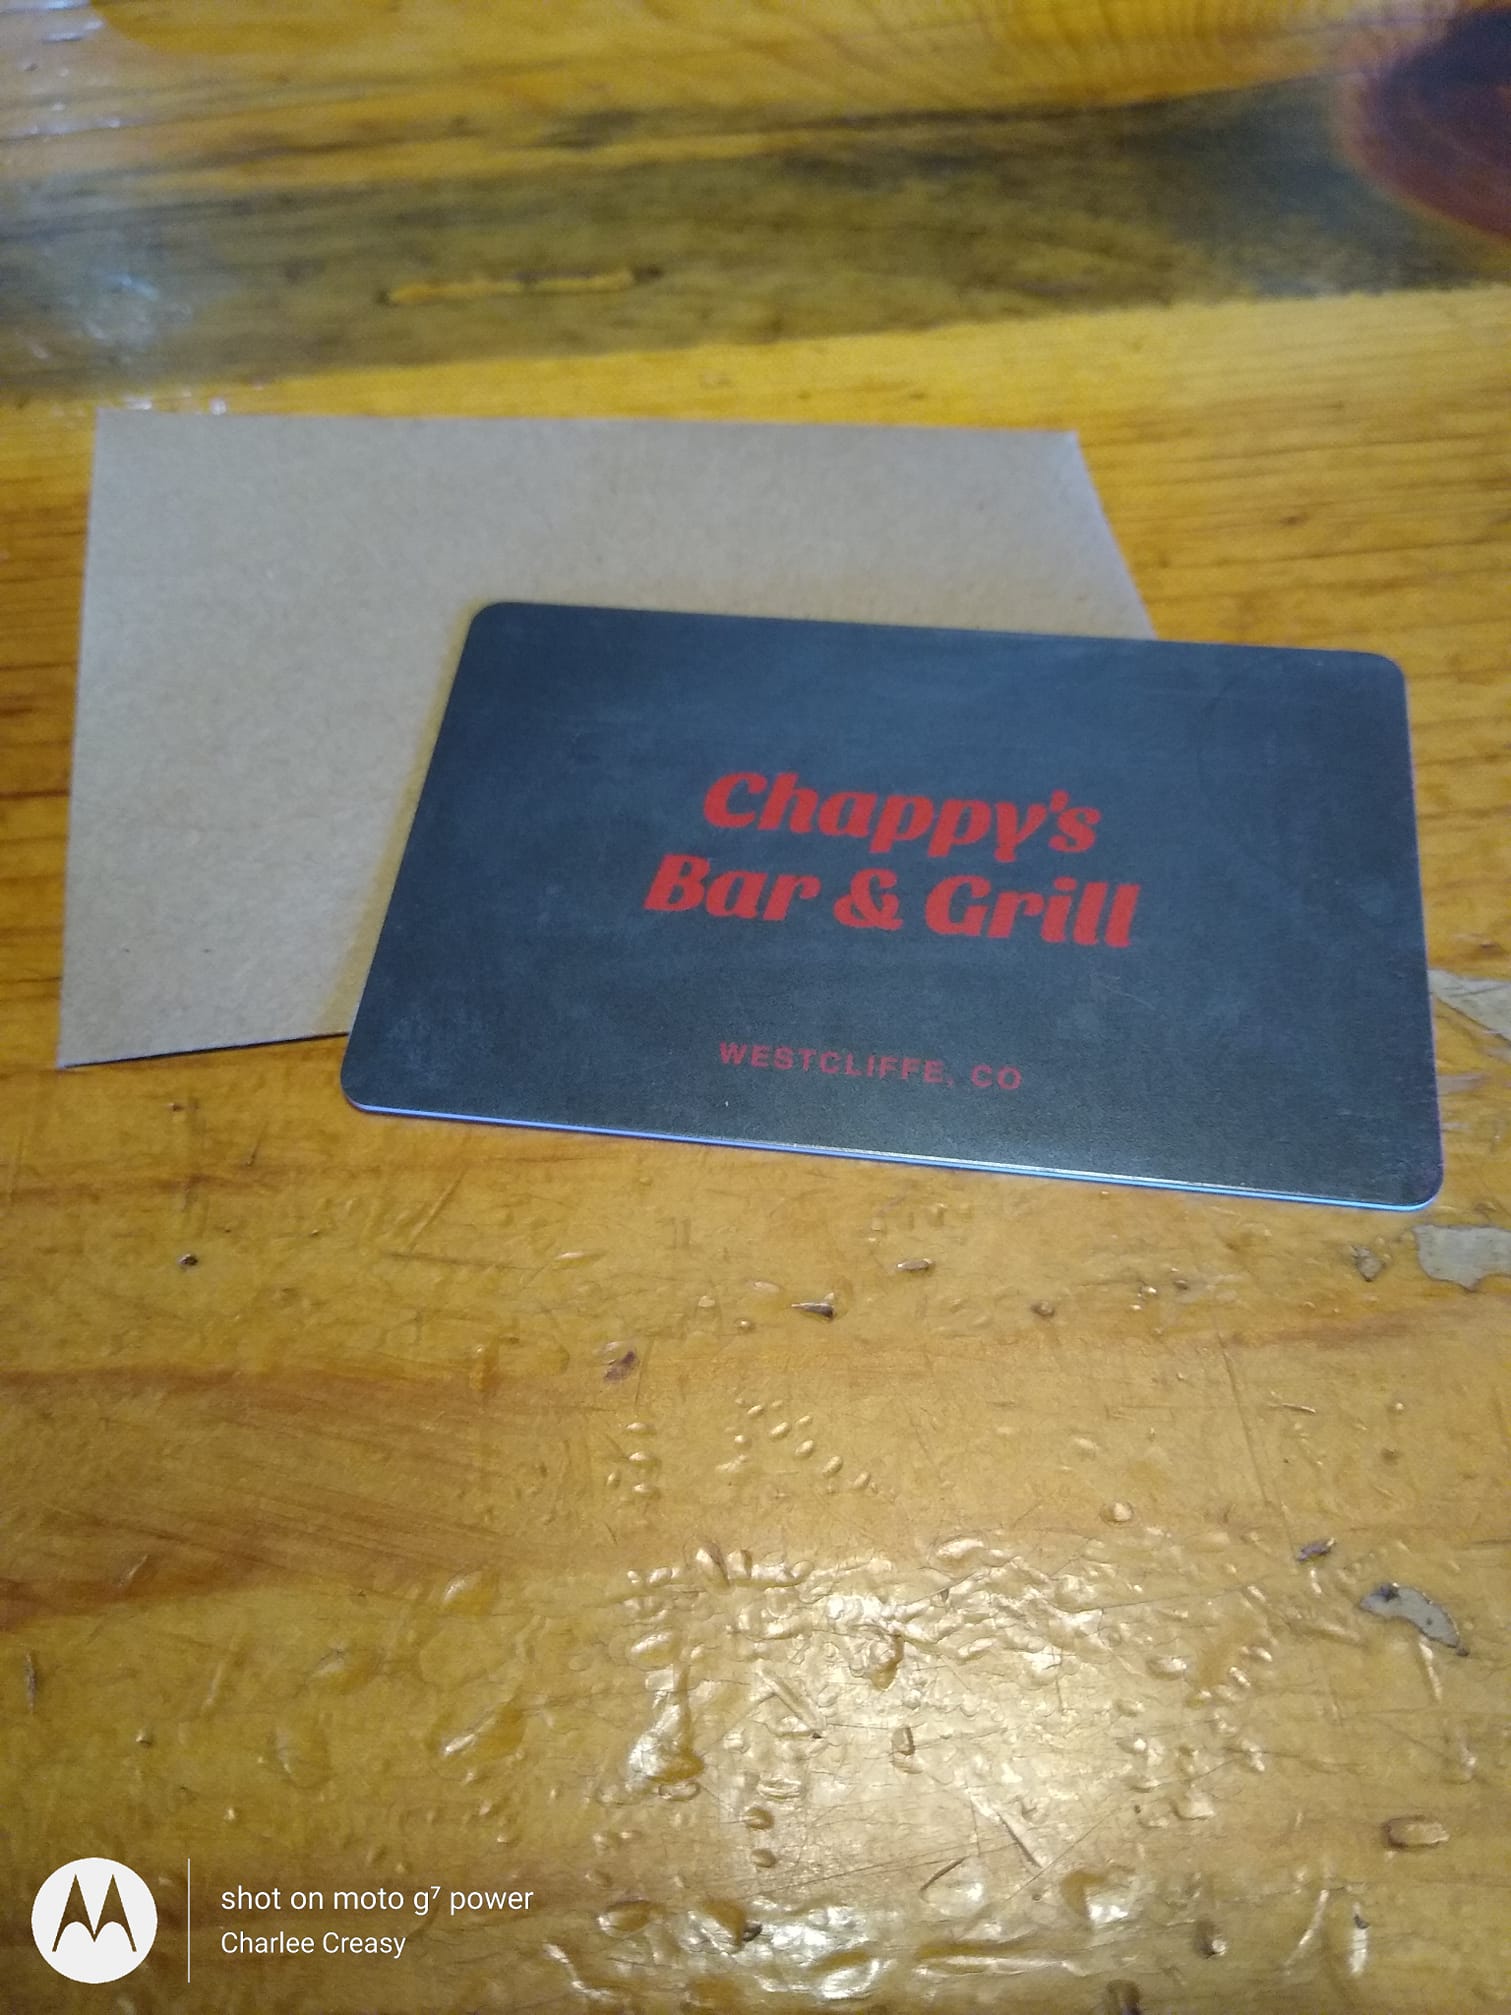 Chappy's
Bar & Grill
WESTCLIFFE, CO
shot on moto g⁷ power
Charlee Creasy